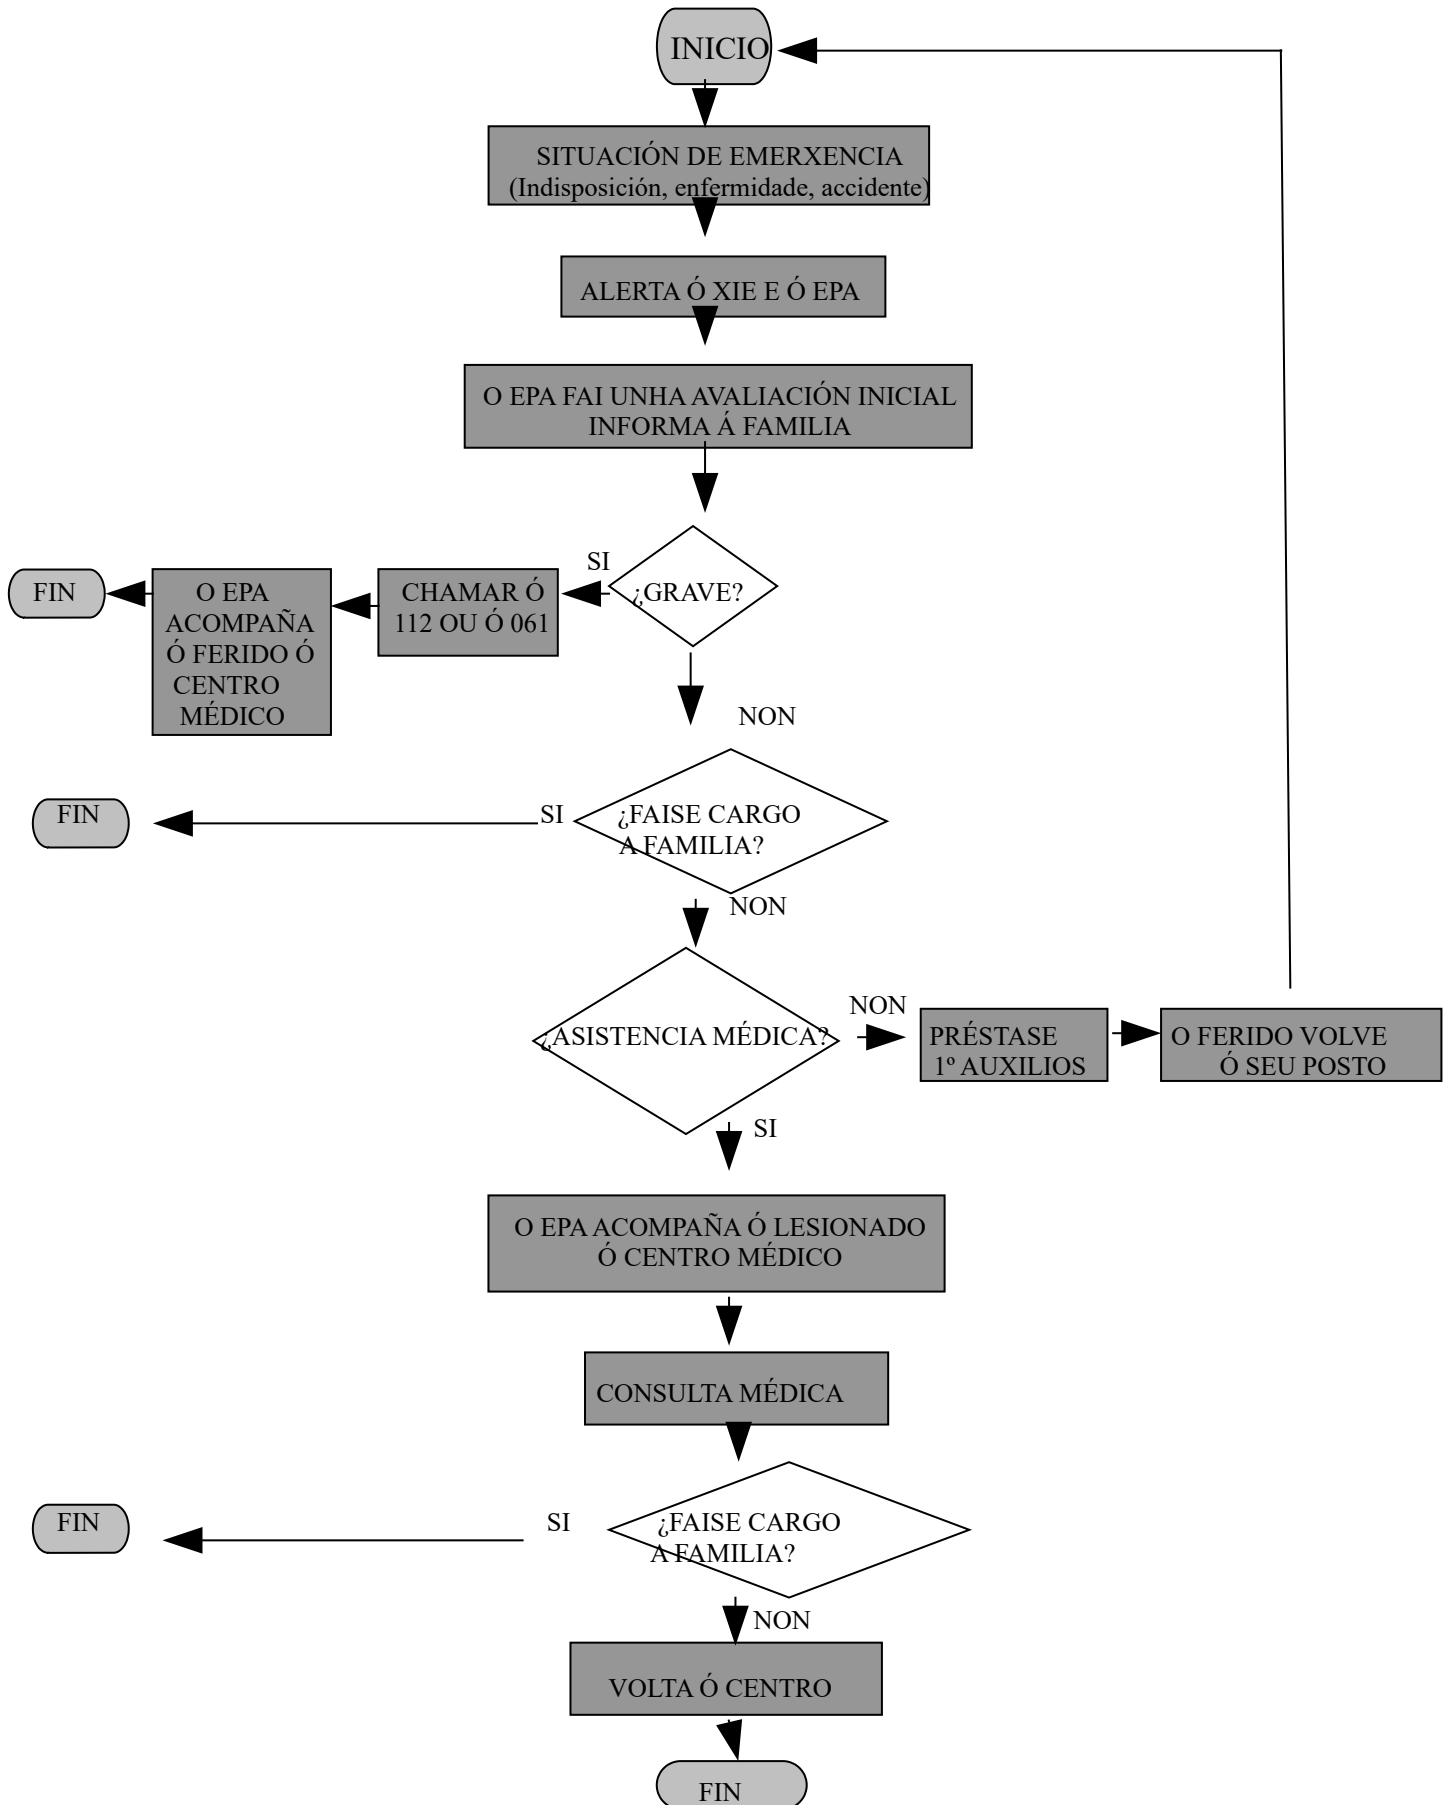 INICIO
SITUACIÓN DE EMERXENCIA
(Indisposición, enfermidade, accidente)
ALERTA Ó XIE E Ó EPA
O EPA FAI UNHA AVALIACIÓN INICIAL
INFORMA Á FAMILIA
¿GRAVE?
SI
CHAMAR Ó
112 OU Ó 061
O EPA
ACOMPAÑA
Ó FERIDO Ó
CENTRO
MÉDICO
FIN
NON
¿FAISE CARGO
A FAMILIA?
SI
FIN
NON
¿ASISTENCIA MÉDICA?
NON
PRÉSTASE
1º AUXILIOS
O FERIDO VOLVE
Ó SEU POSTO
SI
O EPA ACOMPAÑA Ó LESIONADO
Ó CENTRO MÉDICO
CONSULTA MÉDICA
¿FAISE CARGO
A FAMILIA?
SI
FIN
NON
VOLTA Ó CENTRO
FIN